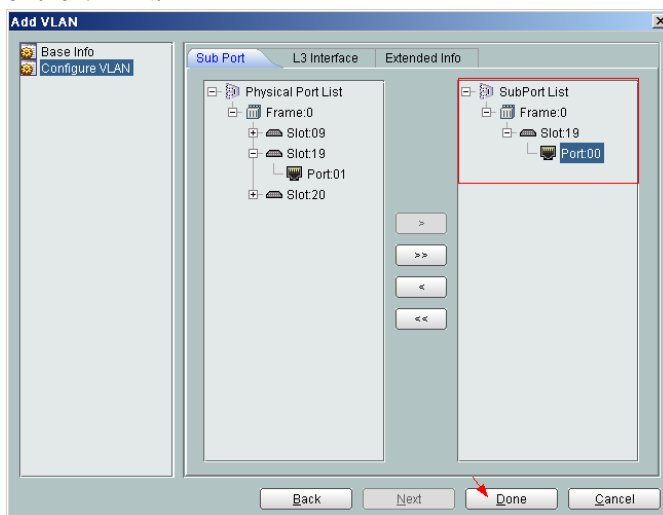 Add VLAN
Base Info
Configure VLAN
Sub Port L3 Interface Extended Info
Physical Port List
Frame:0
Slot:09
Slot:19
Port:01
Slot:20
>
>>
<
<<
SubPort List
Frame:0
Slot:19
Port:00
Back Next Done Cancel